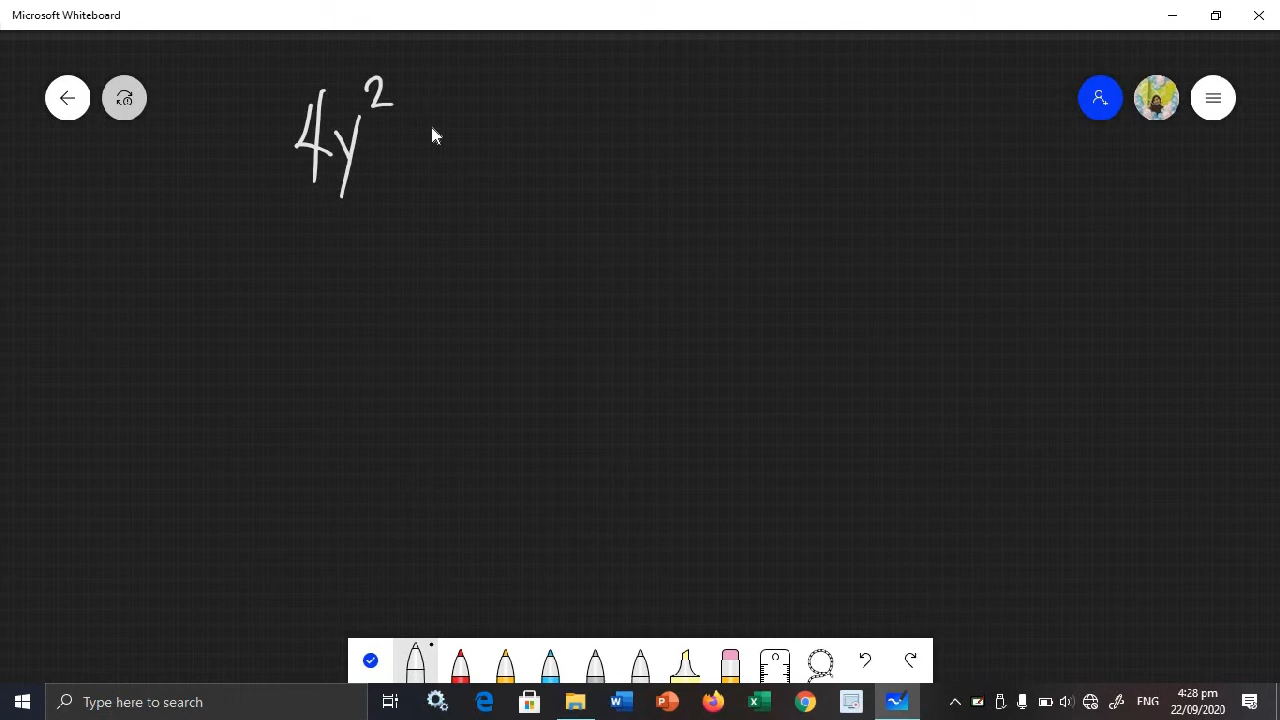 Microsoft Whiteboard
4y²
Type here to search
ENG
4:28 pm
22/09/2020